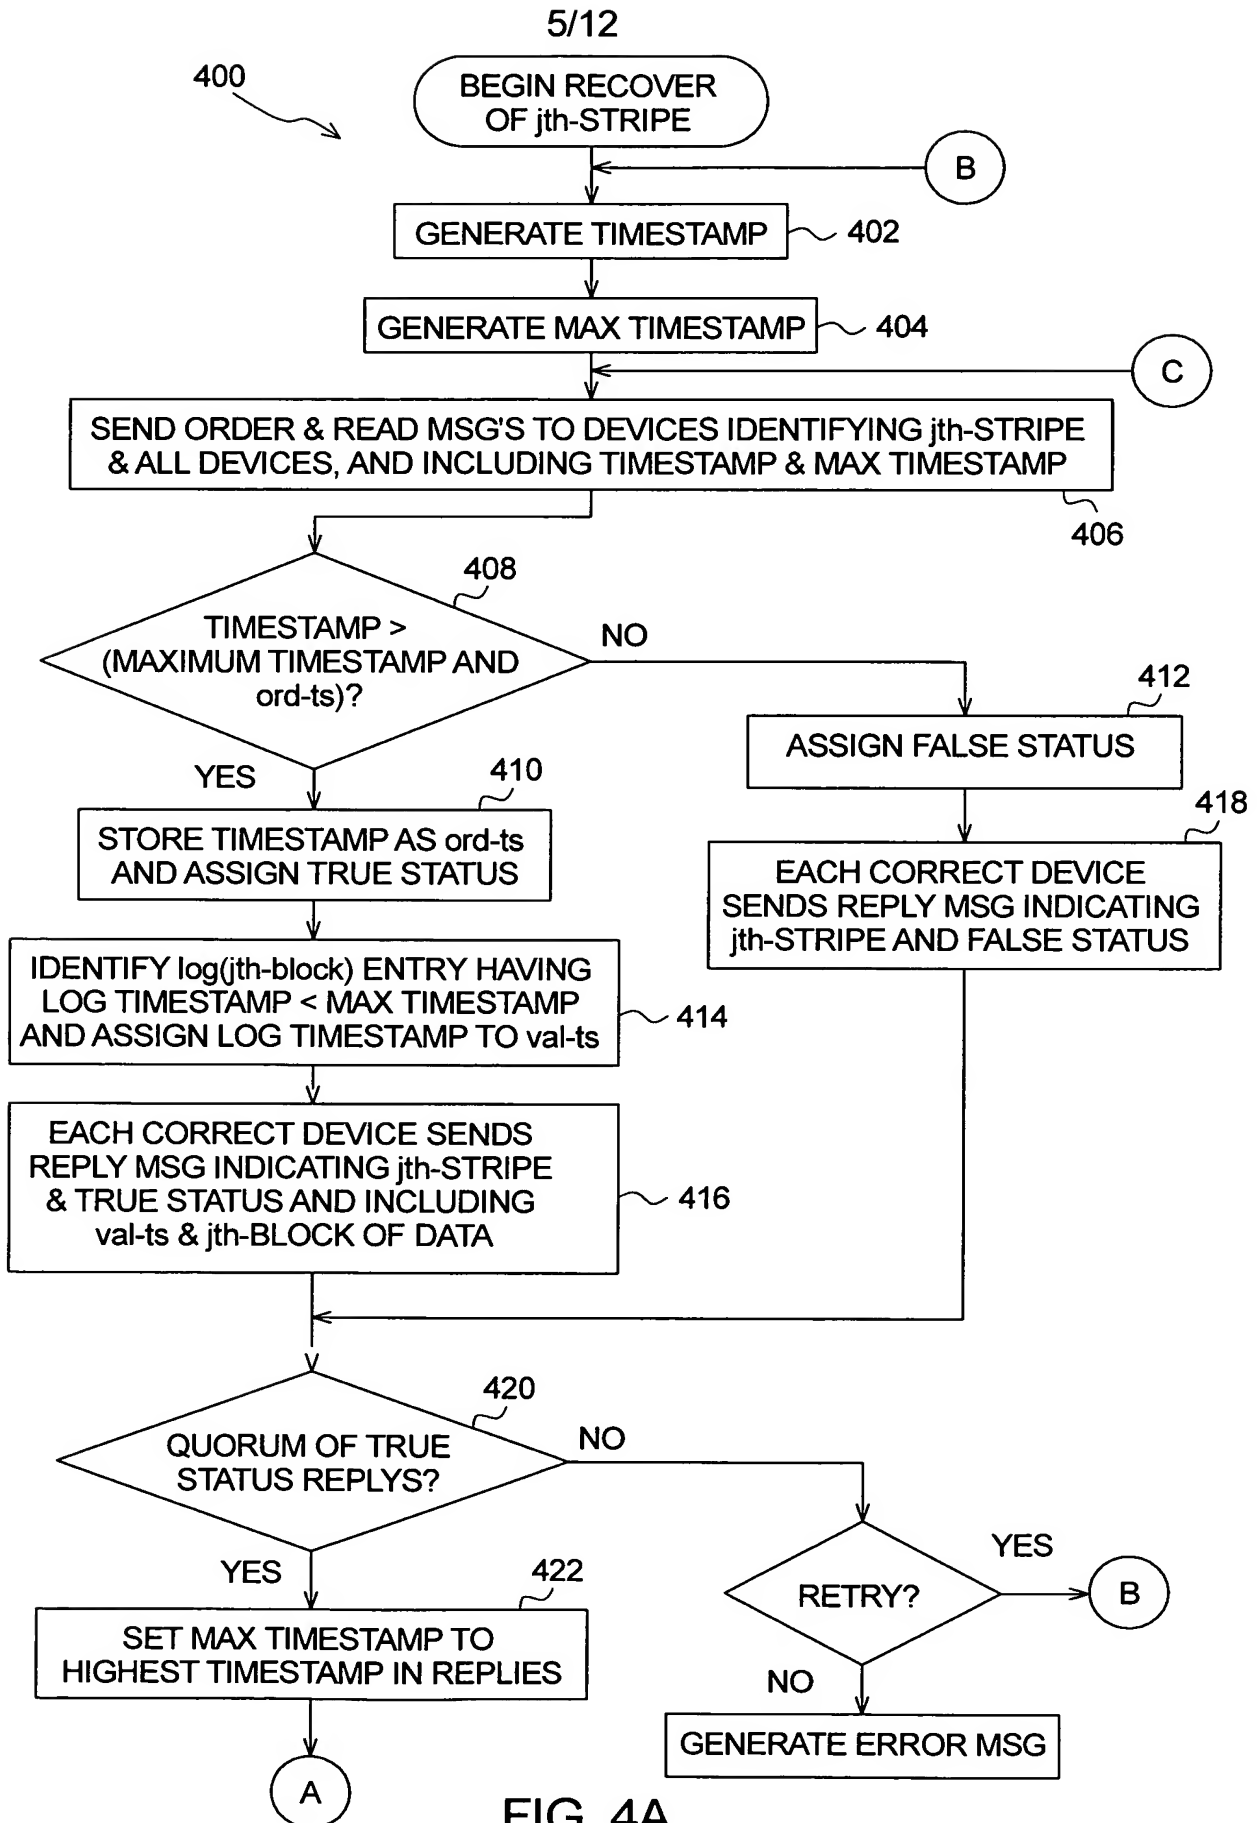 5/12
400
BEGIN RECOVER
OF jth-STRIPE
B
GENERATE TIMESTAMP
402
GENERATE MAX TIMESTAMP
404
C
SEND ORDER & READ MSG'S TO DEVICES IDENTIFYING jth-STRIPE
& ALL DEVICES, AND INCLUDING TIMESTAMP & MAX TIMESTAMP
406
408
TIMESTAMP >
(MAXIMUM TIMESTAMP AND
ord-ts)?
NO
YES
412
ASSIGN FALSE STATUS
410
STORE TIMESTAMP AS ord-ts
AND ASSIGN TRUE STATUS
418
EACH CORRECT DEVICE
SENDS REPLY MSG INDICATING
jth-STRIPE AND FALSE STATUS
IDENTIFY log(jth-block) ENTRY HAVING
LOG TIMESTAMP < MAX TIMESTAMP
AND ASSIGN LOG TIMESTAMP TO val-ts
414
EACH CORRECT DEVICE SENDS
REPLY MSG INDICATING jth-STRIPE
& TRUE STATUS AND INCLUDING
val-ts & jth-BLOCK OF DATA
416
420
QUORUM OF TRUE
STATUS REPLYS?
NO
YES
422
SET MAX TIMESTAMP TO
HIGHEST TIMESTAMP IN REPLIES
RETRY?
YES
B
NO
GENERATE ERROR MSG
A
FIG. 4A